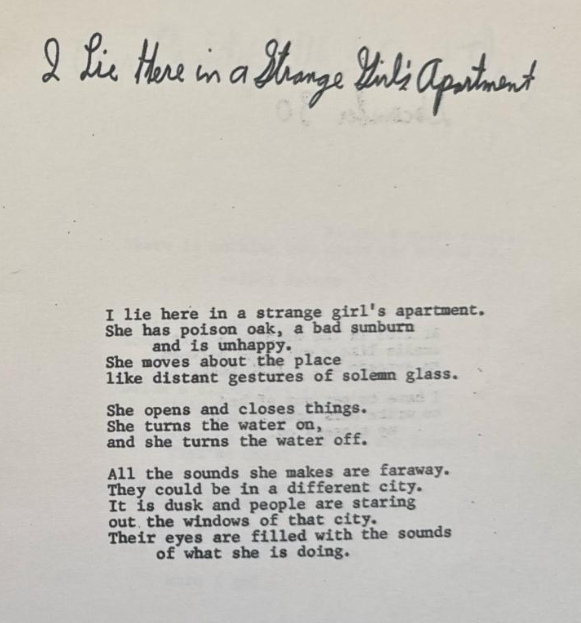 I Lie Here in a Strange Girl's Apartment
I lie here in a strange girl's apartment.
She has poison oak, a bad sunburn
and is unhappy.
She moves about the place
like distant gestures of solemn glass.
She opens and closes things.
She turns the water on,
and she turns the water off.
All the sounds she makes are faraway.
They could be in a different city.
It is dusk and people are staring
out the windows of that city.
Their eyes are filled with the sounds
of what she is doing.